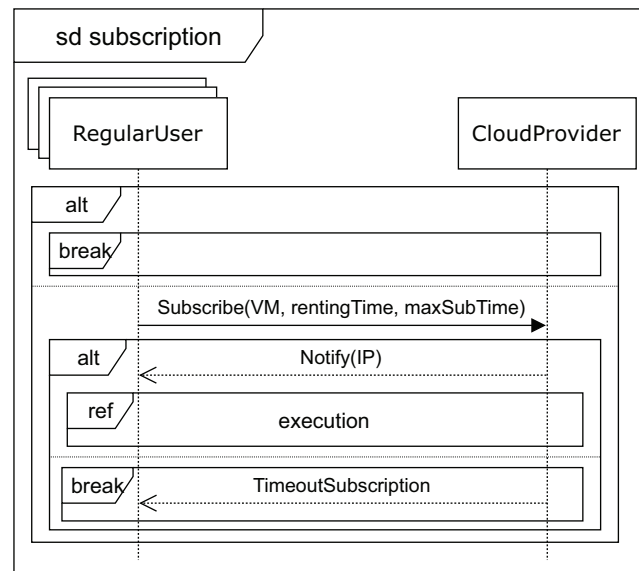 sd subscription
RegularUser
CloudProvider
alt
break
Subscribe(VM, rentingTime, maxSubTime)
alt
Notify(IP)
ref
execution
break
TimeoutSubscription